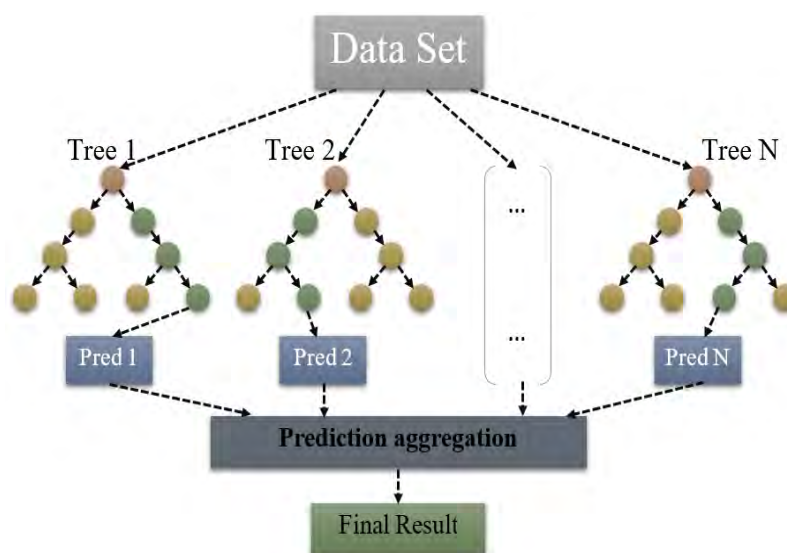 Data Set
Tree 1
Tree 2
Tree N
...
...
Pred 1
Pred 2
Pred N
Prediction aggregation
Final Result